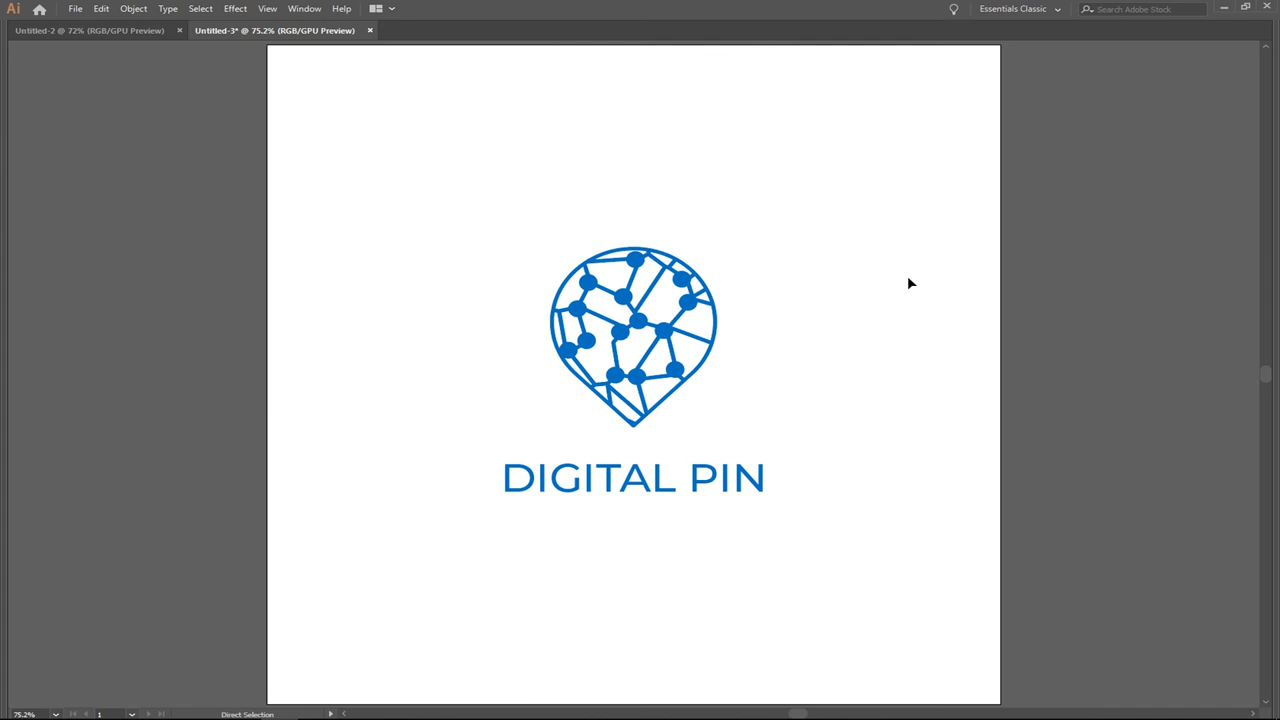 Ai File Edit Object Type Select Effect View Window Help Essentials Classic Search Adobe Stock
Untitled-2 @ 72% (RGB/GPU Preview) Untitled-3* @ 75.2% (RGB/GPU Preview)
DIGITAL PIN
75.2% 1 Direct Selection